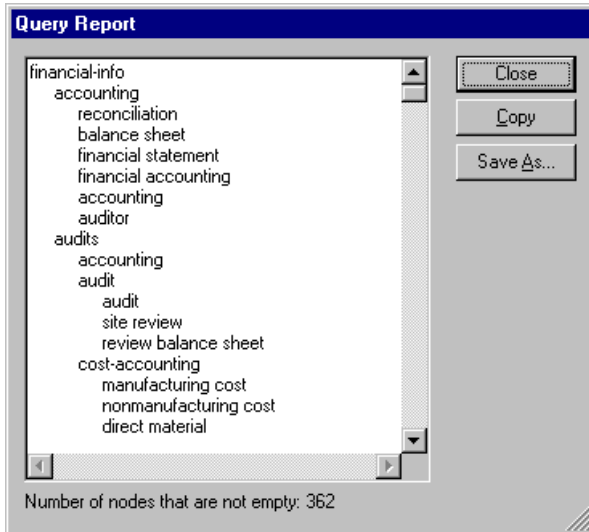 Query Report
financial-info
accounting
reconciliation
balance sheet
financial statement
financial accounting
accounting
auditor
audits
accounting
audit
audit
site review
review balance sheet
cost-accounting
manufacturing cost
nonmanufacturing cost
direct material
Close
Copy
Save As...
Number of nodes that are not empty: 362